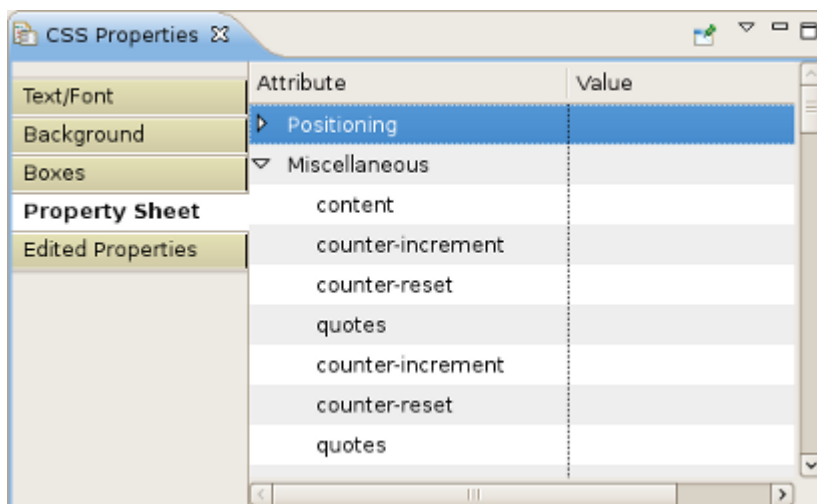 CSS Properties
Text/Font
Background
Boxes
Property Sheet
Edited Properties
Attribute Value
Positioning
Miscellaneous
content
counter-increment
counter-reset
quotes
counter-increment
counter-reset
quotes